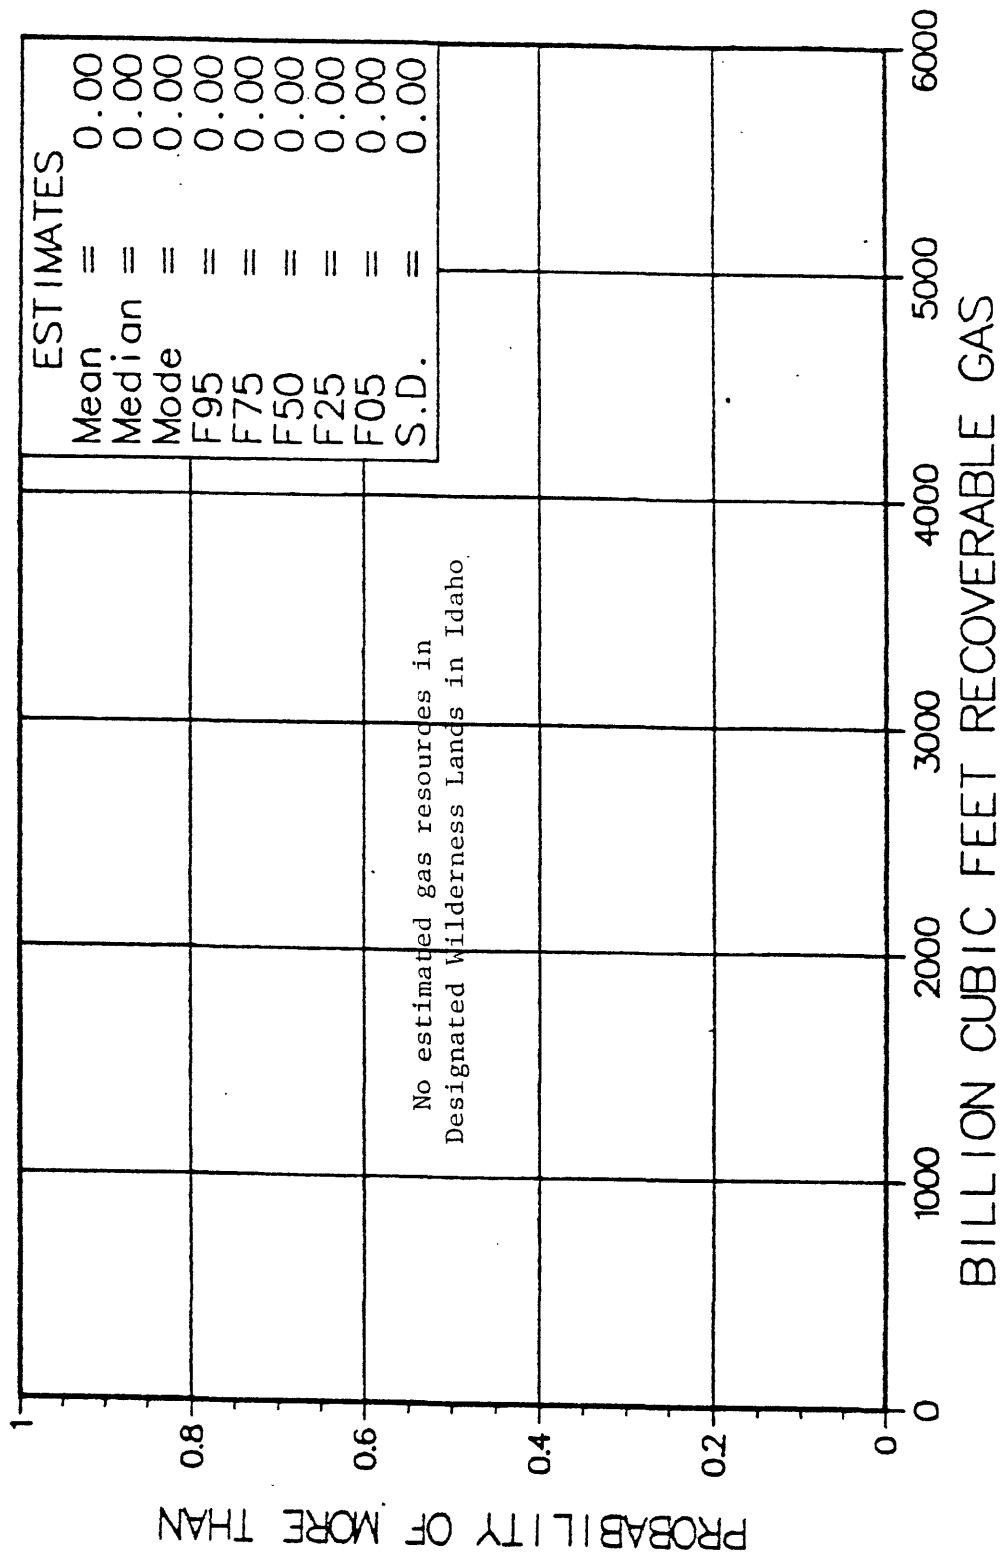 PROBABILITY OF MORE THAN
1
0.8
0.6
0.4
0.2
0
ESTIMATES
Mean = 0.00
Median = 0.00
Mode = 0.00
F95 = 0.00
F75 = 0.00
F50 = 0.00
F25 = 0.00
F05 = 0.00
S.D. = 0.00
No estimated gas resources in
Designated Wilderness Lands in Idaho
0 1000 2000 3000 4000 5000 6000
BILLION CUBIC FEET RECOVERABLE GAS